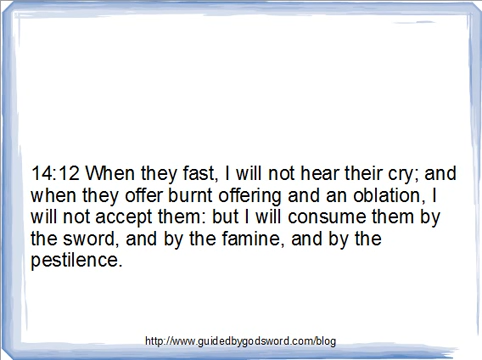 14:12 When they fast, I will not hear their cry; and
when they offer burnt offering and an oblation, I
will not accept them: but I will consume them by
the sword, and by the famine, and by the
pestilence.
http://www.guidedbygodsword.com/blog